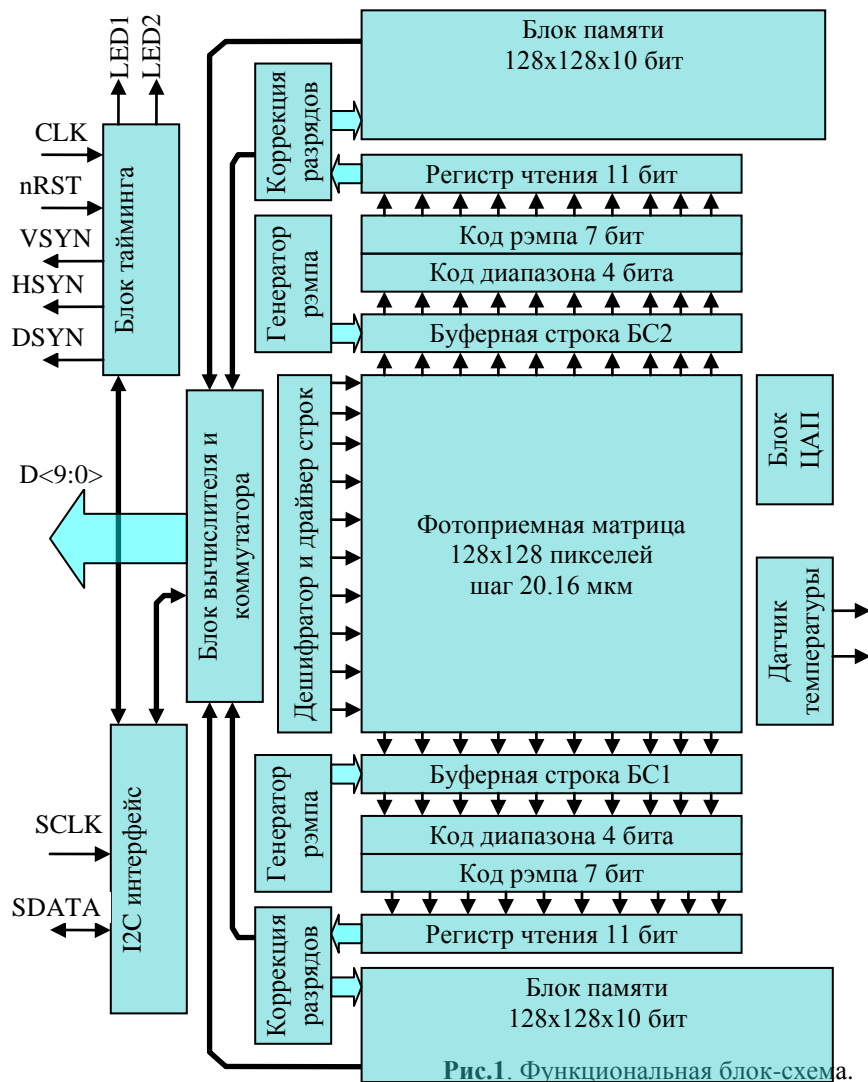 LED1
LED2
CLK
nRST
VSYN
HSYN
DSYN
Блок тайминга
Блок памяти
128x128x10 бит
Коррекция
разрядов
Регистр чтения 11 бит
Код рэмпа 7 бит
Код диапазона 4 бита
Генератор
рэмпа
Буферная строка БС2
D<9:0>
Блок вычислителя и
коммутатора
Дешифратор и драйвер строк
Фотоприемная матрица
128x128 пикселей
шаг 20.16 мкм
Блок
ЦАП
Датчик
температуры
Генератор
рэмпа
Буферная строка БС1
Код диапазона 4 бита
Код рэмпа 7 бит
SCLK
SDATA
I2C интерфейс
Коррекция
разрядов
Регистр чтения 11 бит
Блок памяти
128x128x10 бит
Рис.1. Функциональная блок-схема.